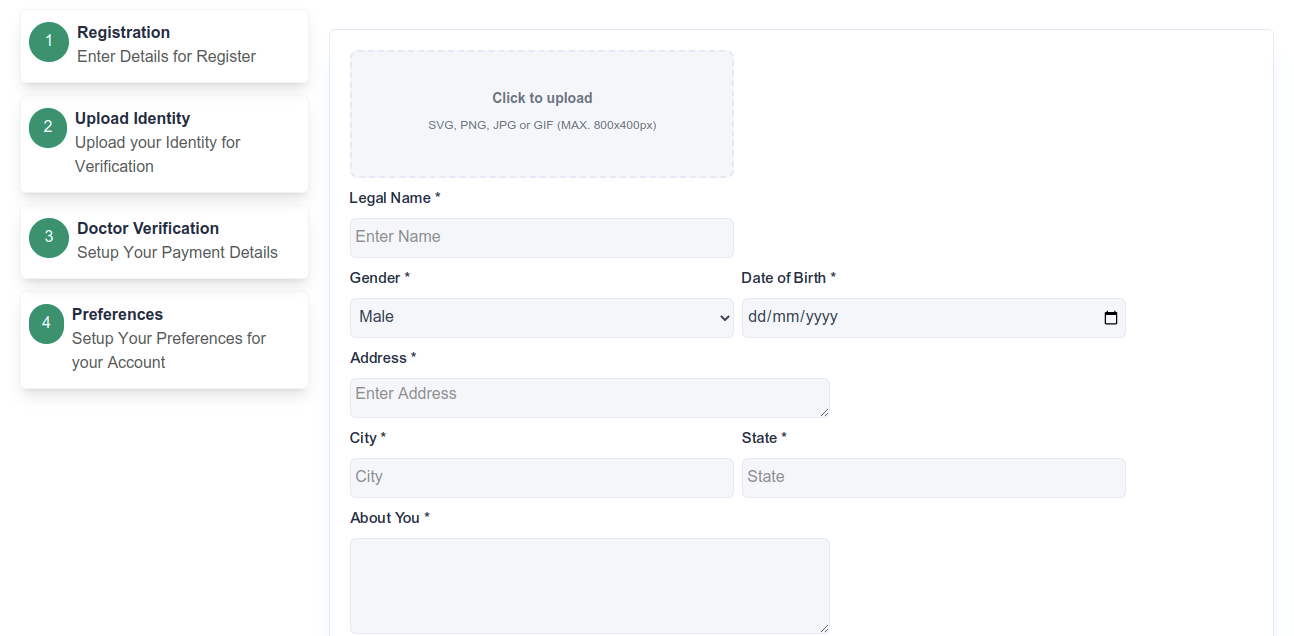 1
Registration
Enter Details for Register
2
Upload Identity
Upload your Identity for
Verification
3
Doctor Verification
Setup Your Payment Details
4
Preferences
Setup Your Preferences for
your Account
Click to upload
SVG, PNG, JPG or GIF (MAX. 800x400px)
Legal Name *
Enter Name
Gender * Date of Birth *
Male dd/mm/yyyy
Address *
Enter Address
City * State *
City State
About You *